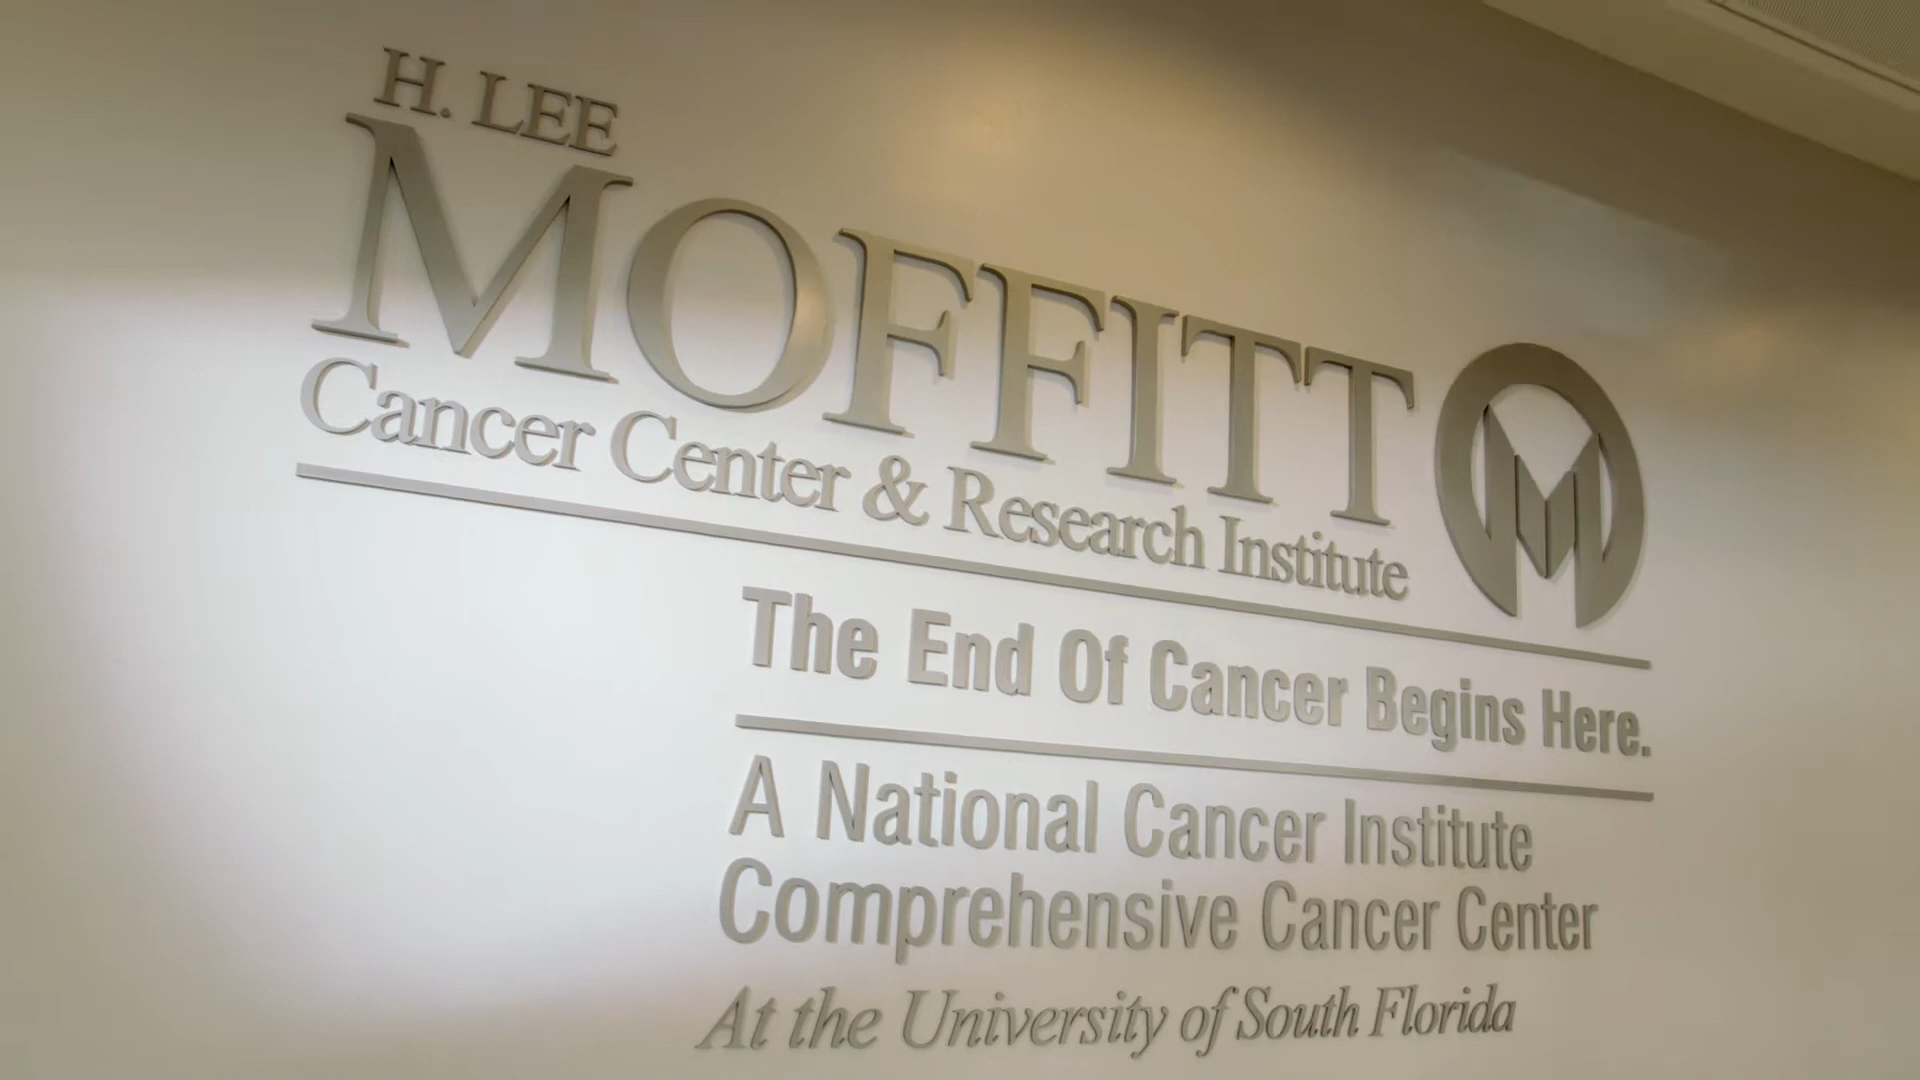 H. LEE
MOFFITT
Cancer Center & Research Institute
The End Of Cancer Begins Here.
A National Cancer Institute
Comprehensive Cancer Center
At the University of South Florida